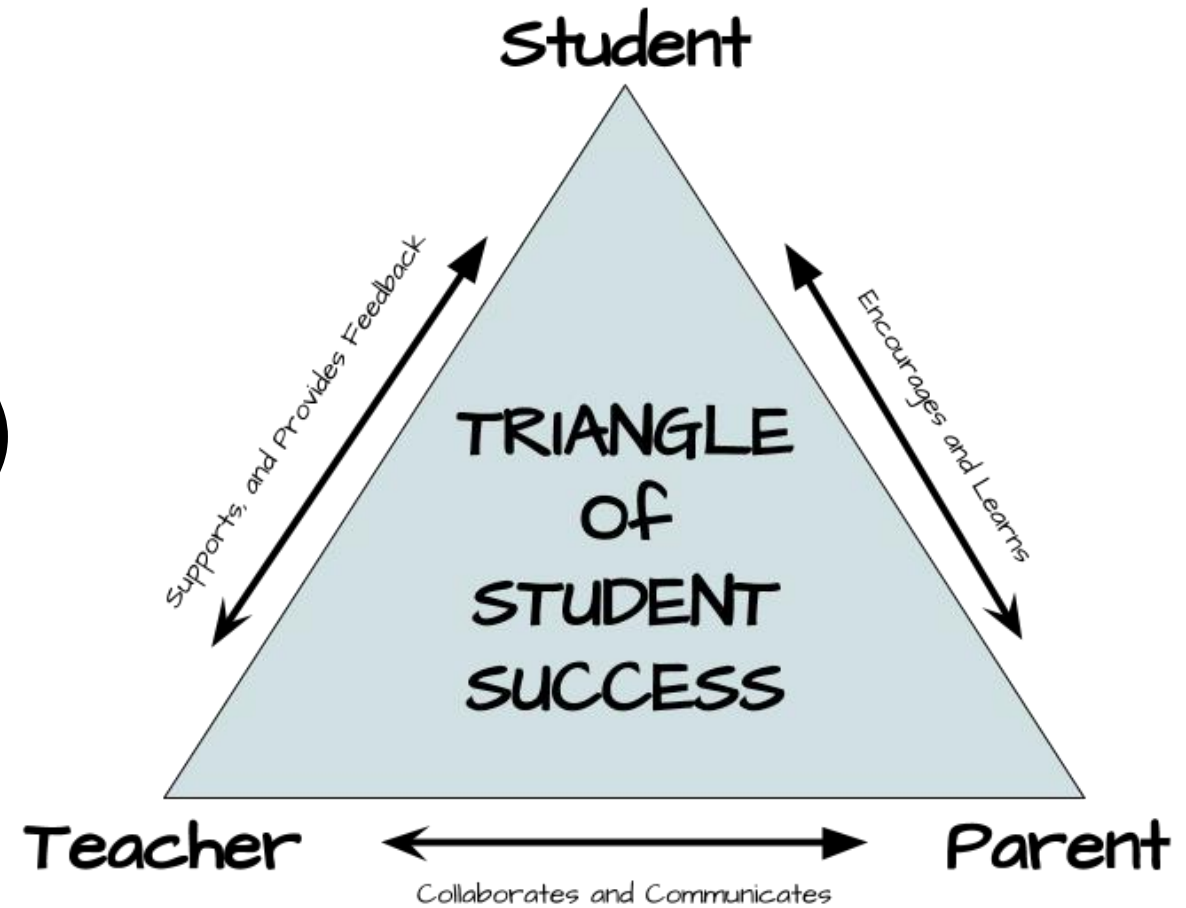 Student
Supports, and Provides Feedback
Encourages and Learns
TRIANGLE
of
STUDENT
SUCCESS
Teacher
Parent
Collaborates and Communicates